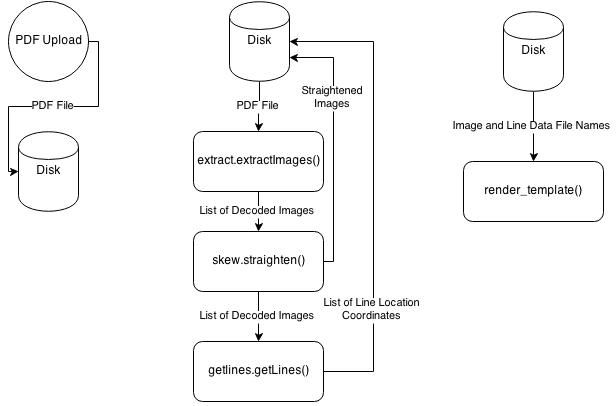 PDF Upload
PDF File
Disk
Disk
Straightened
Images
PDF File
extract.extractImages()
List of Decoded Images
skew.straighten()
List of Decoded Images
List of Line Location
Coordinates
getlines.getLines()
Disk
Image and Line Data File Names
render_template()